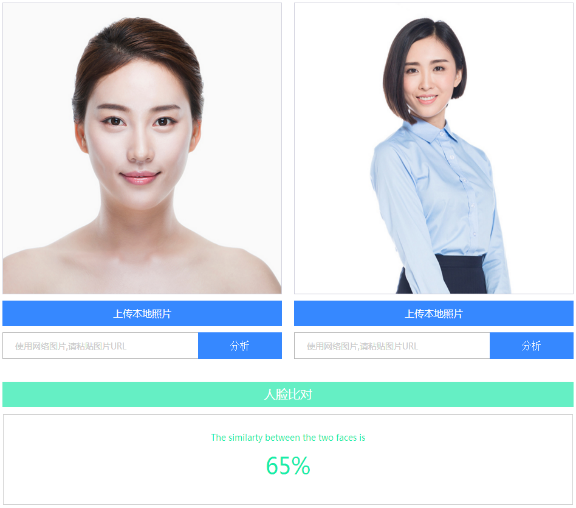 上传本地照片
上传本地照片
使用网络图片,请粘贴图片URL
分析
使用网络图片,请粘贴图片URL
分析
人脸比对
The similarty between the two faces is
65%